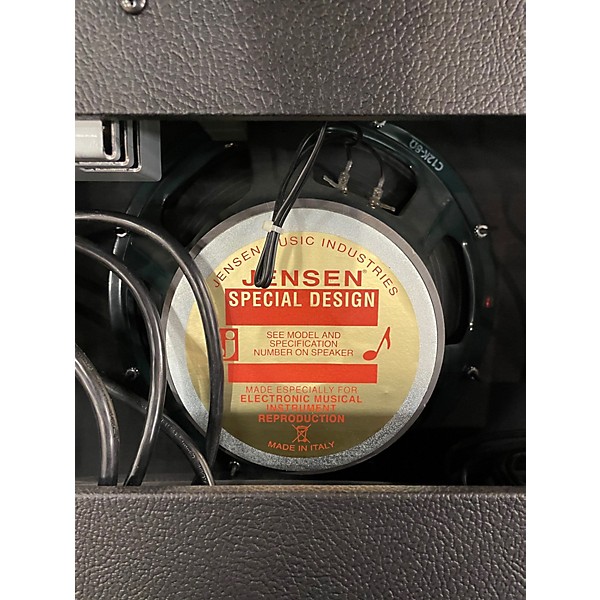 C12K-8Ω
JENSEN MUSIC INDUSTRIES
JENSEN®
SPECIAL DESIGN
j
SEE MODEL AND
SPECIFICATION
NUMBER ON SPEAKER
MADE ESPECIALLY FOR
ELECTRONIC MUSICAL
INSTRUMENT
REPRODUCTION
MADE IN ITALY